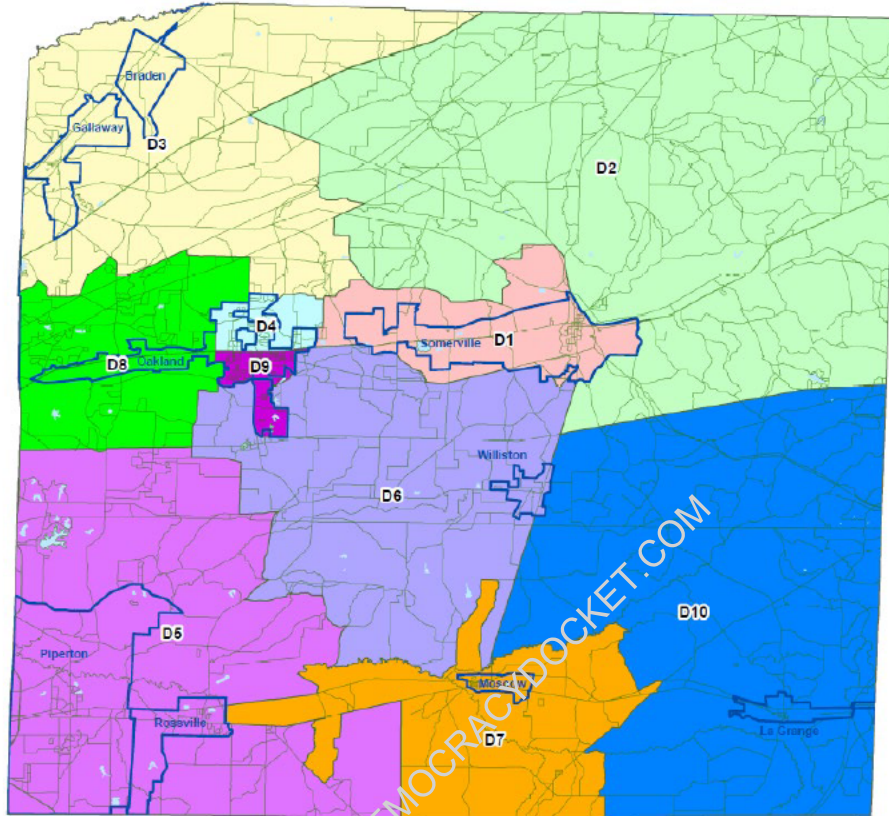 Braden
Gallaway
D3
D2
D4
D1
Somerville
D8
Oakland
D9
Williston
D6
D10
D5
Piperton
Moscow
Rossville
D7
La Grange
EMOCRACYDOCKET.COM